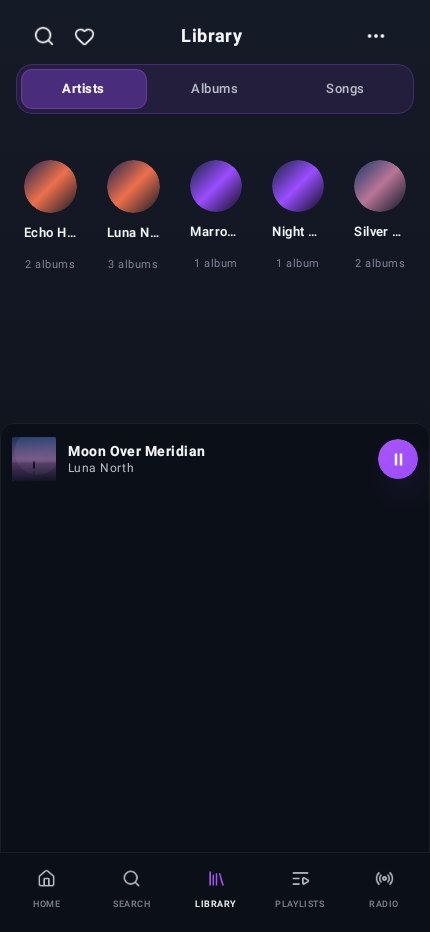 Library
Artists
Albums
Songs
Echo H…
Luna N…
Marro…
Night …
Silver …
2 albums
3 albums
1 album
1 album
2 albums
Moon Over Meridian
Luna North
HOME
SEARCH
LIBRARY
PLAYLISTS
RADIO